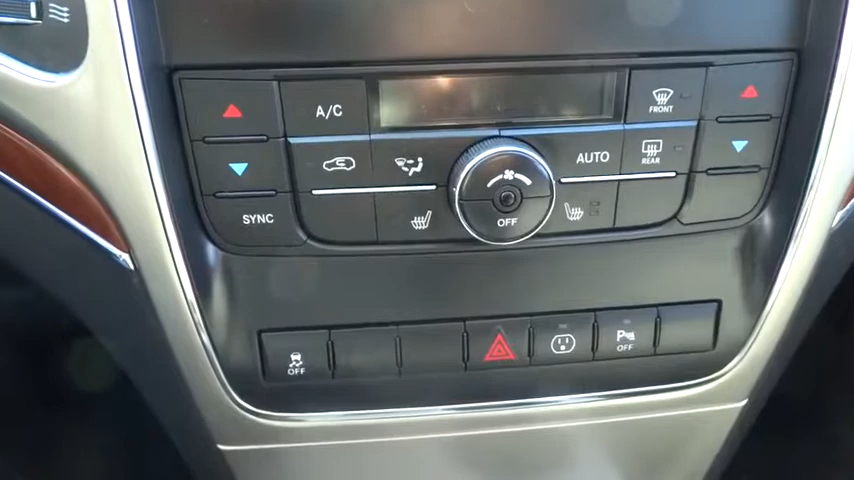 A/C
FRONT
AUTO
REAR
SYNC
OFF
OFF
OFF